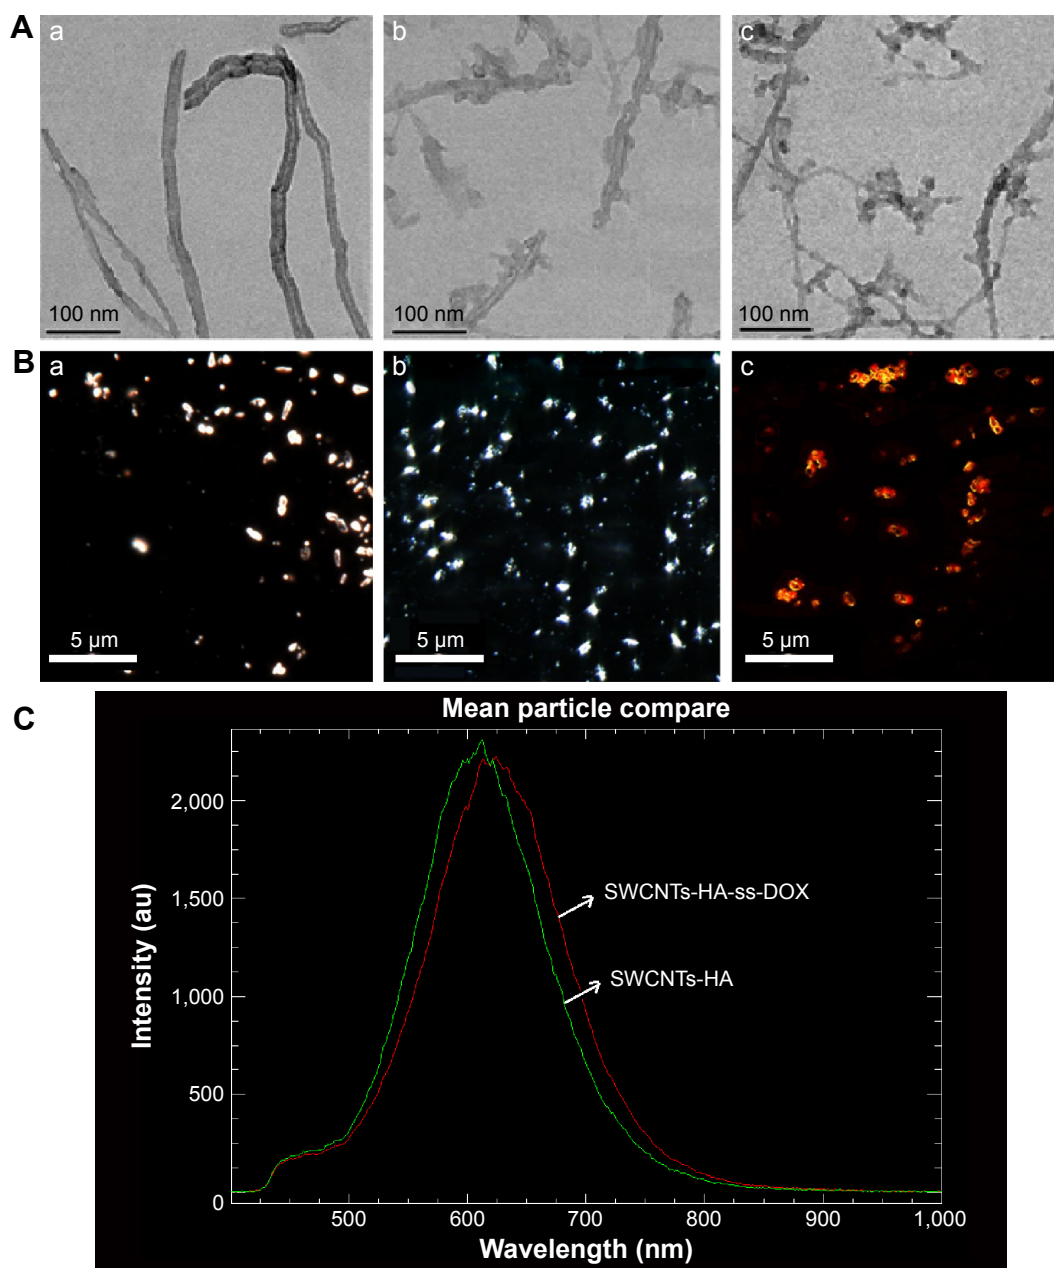 A
a
b
c
100 nm
100 nm
100 nm
B
a
b
c
5 µm
5 µm
5 µm
C
Mean particle compare
2,000
1,500
1,000
500
0
Intensity (au)
SWCNTs-HA-ss-DOX
SWCNTs-HA
500
600
700
800
900
1,000
Wavelength (nm)